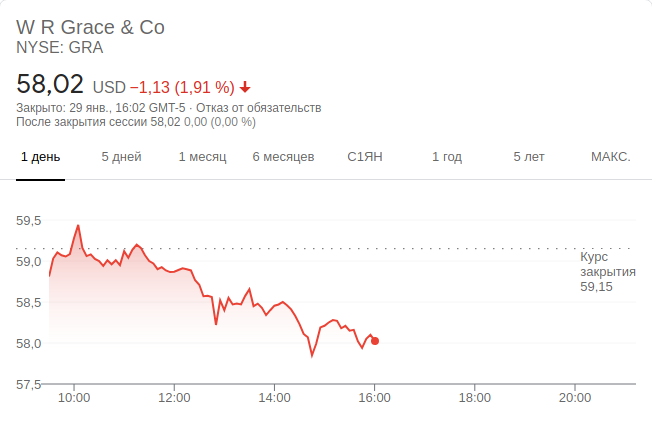 W R Grace & Co
NYSE: GRA
58,02 USD −1,13 (1,91 %)
Закрыто: 29 янв., 16:02 GMT-5 · Отказ от обязательств
После закрытия сессии 58,02 0,00 (0,00 %)
1 день 5 дней 1 месяц 6 месяцев С1ЯН 1 год 5 лет МАКС.
59,5
59,0
58,5
58,0
57,5
Курс
закрытия
59,15
10:00 12:00 14:00 16:00 18:00 20:00